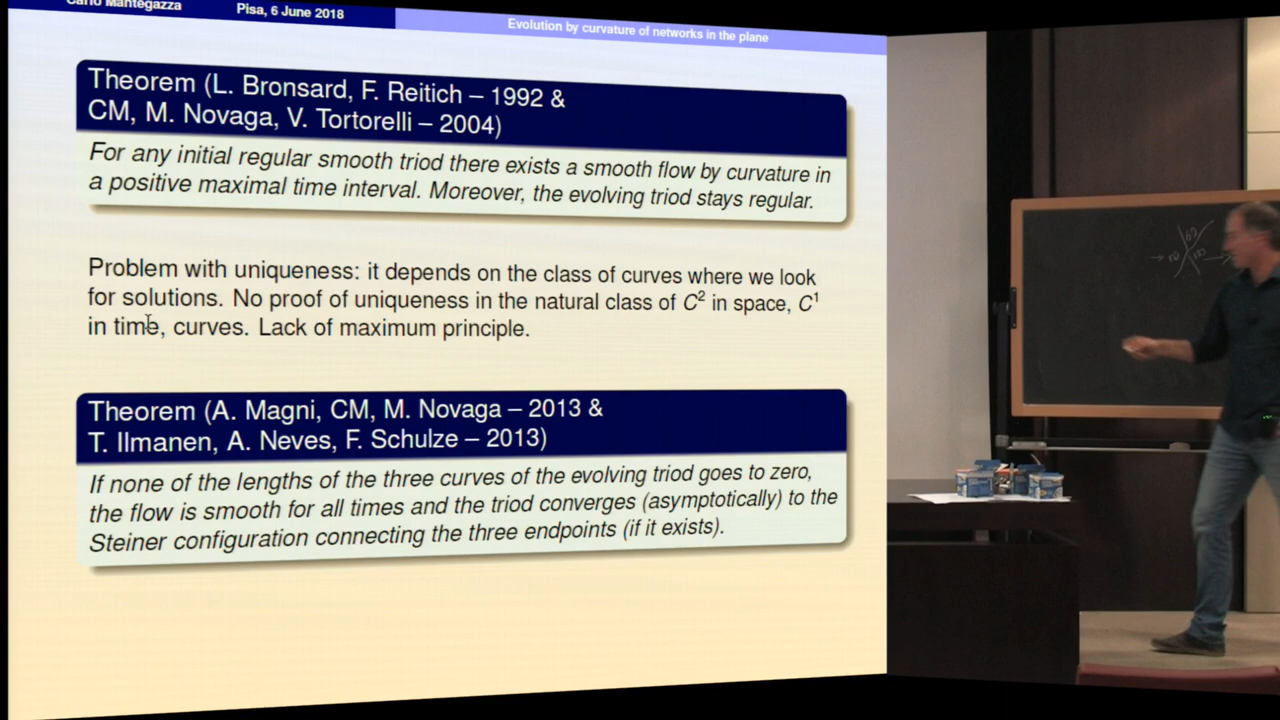 Carlo Mantegazza
Pisa, 6 June 2018
Evolution by curvature of networks in the plane
Theorem (L. Bronsard, F. Reitich – 1992 &
CM, M. Novaga, V. Tortorelli – 2004)
For any initial regular smooth triod there exists a smooth flow by curvature in
a positive maximal time interval. Moreover, the evolving triod stays regular.
Problem with uniqueness: it depends on the class of curves where we look
for solutions. No proof of uniqueness in the natural class of C² in space, C¹
in time, curves. Lack of maximum principle.
Theorem (A. Magni, CM, M. Novaga – 2013 &
T. Ilmanen, A. Neves, F. Schulze – 2013)
If none of the lengths of the three curves of the evolving triod goes to zero,
the flow is smooth for all times and the triod converges (asymptotically) to the
Steiner configuration connecting the three endpoints (if it exists).